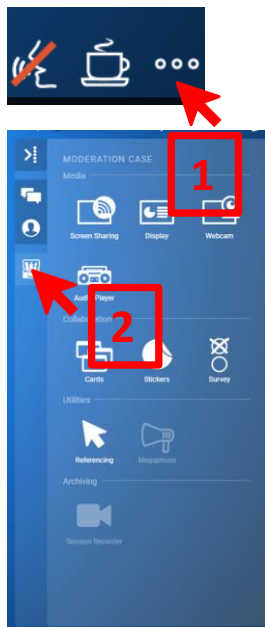 1
MODERATION CASE
Media
Screen Sharing Display Webcam
Audio Player
2
Collaboration
Cards Stickers Survey
Utilities
Referencing Megaphone
Archiving
Session Recorder